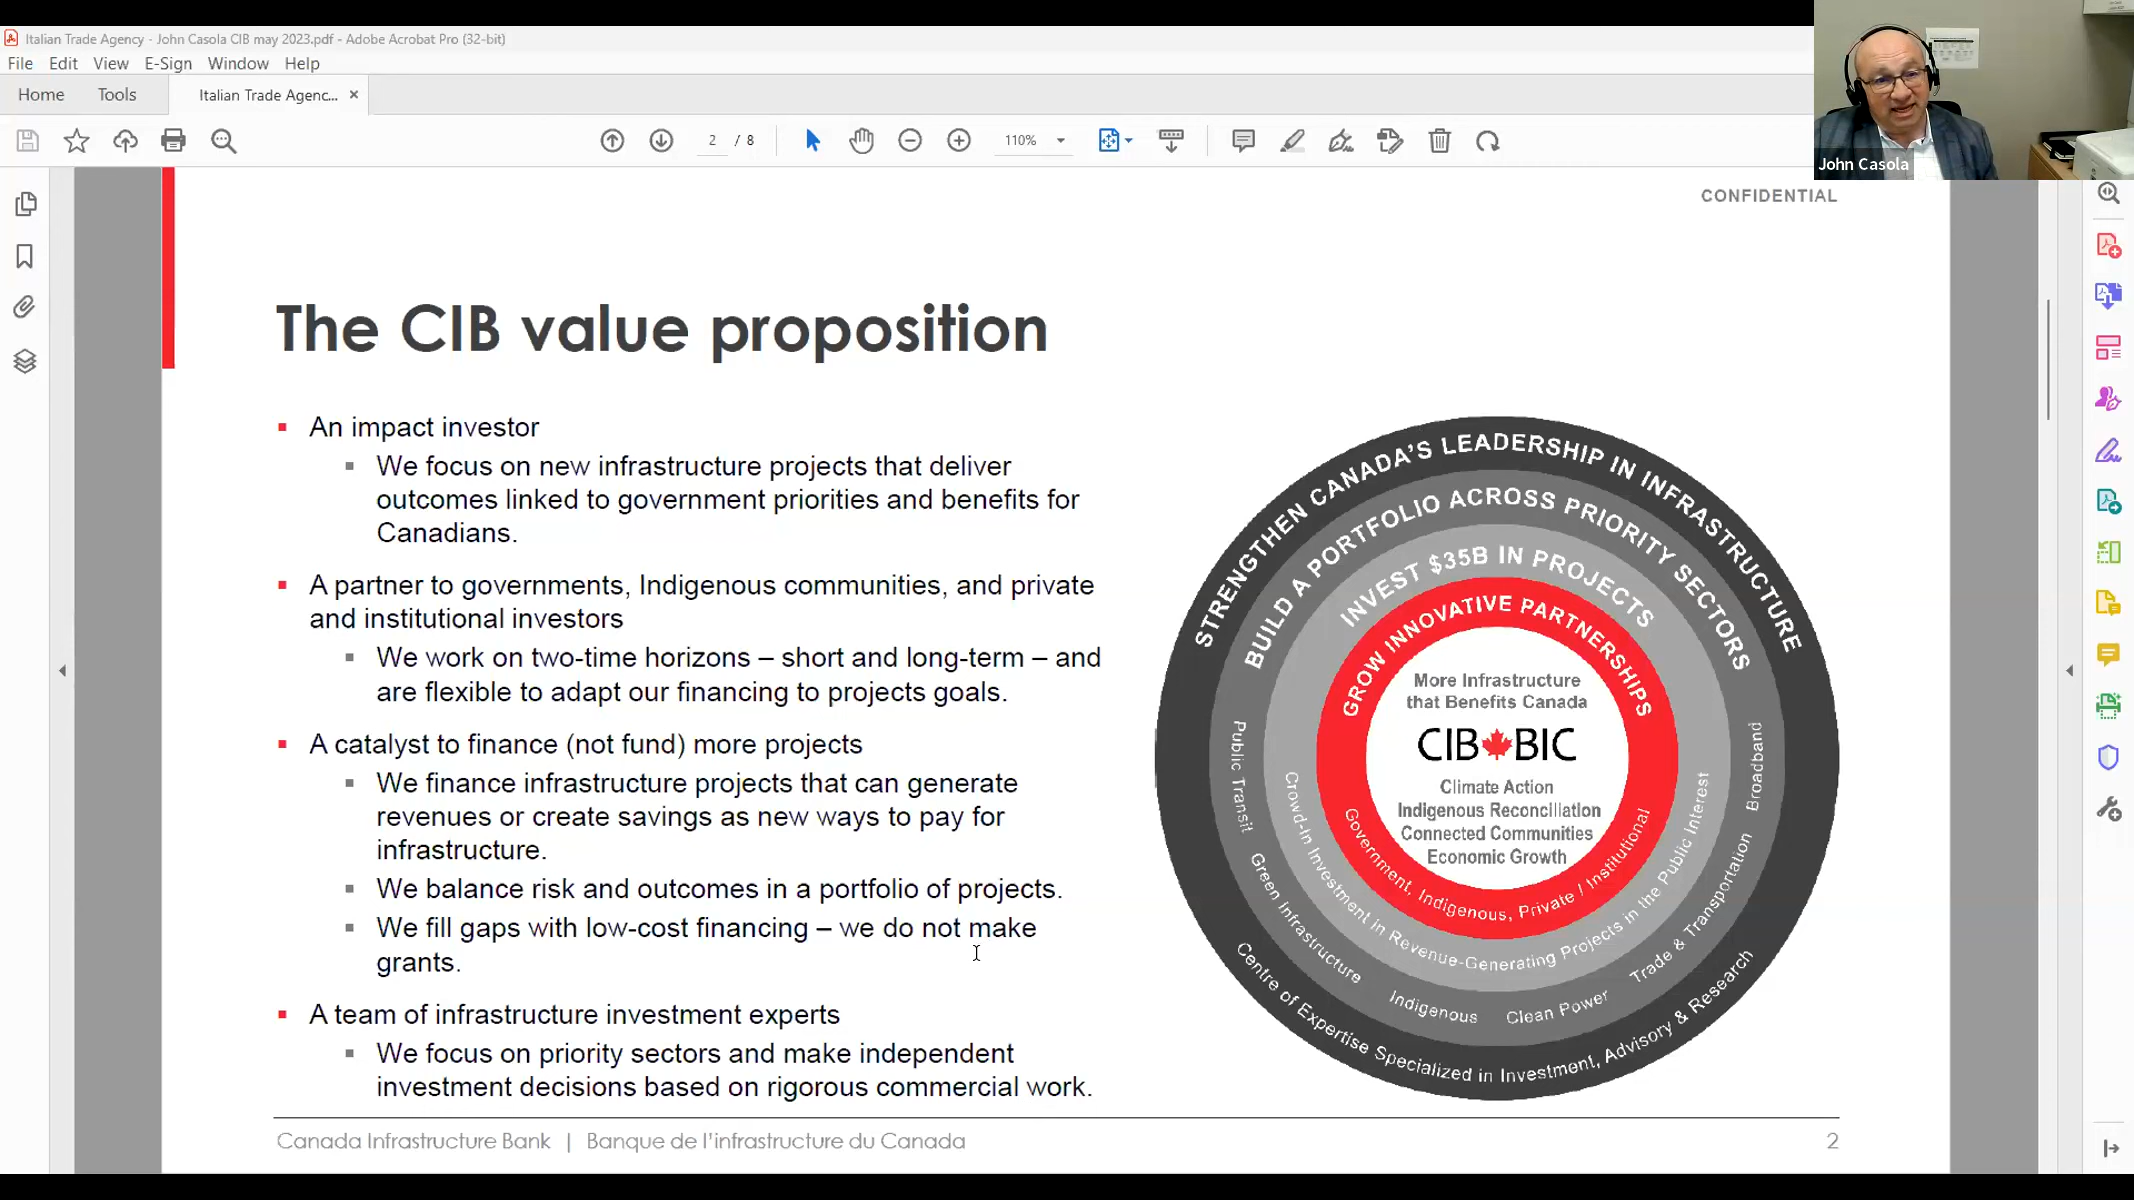 Italian Trade Agency - John Casola CIB may 2023.pdf - Adobe Acrobat Pro (32-bit)
File Edit View E-Sign Window Help
Home Tools Italian Trade Agenc... ×
2 / 8 110%
John Casola
CONFIDENTIAL
The CIB value proposition
▪ An impact investor
▪ We focus on new infrastructure projects that deliver
outcomes linked to government priorities and benefits for
Canadians.
▪ A partner to governments, Indigenous communities, and private
and institutional investors
▪ We work on two-time horizons – short and long-term – and
are flexible to adapt our financing to projects goals.
▪ A catalyst to finance (not fund) more projects
▪ We finance infrastructure projects that can generate
revenues or create savings as new ways to pay for
infrastructure.
▪ We balance risk and outcomes in a portfolio of projects.
▪ We fill gaps with low-cost financing – we do not make
grants.
▪ A team of infrastructure investment experts
▪ We focus on priority sectors and make independent
investment decisions based on rigorous commercial work.
STRENGTHEN CANADA'S LEADERSHIP IN INFRASTRUCTURE
BUILD A PORTFOLIO ACROSS PRIORITY SECTORS
INVEST $35B IN PROJECTS
GROW INNOVATIVE PARTNERSHIPS
More Infrastructure
that Benefits Canada
CIB BIC
Climate Action
Indigenous Reconciliation
Connected Communities
Economic Growth
Government, Indigenous, Private / Institutional
Crowd-In Investment in Revenue-Generating Projects in the Public Interest
Public Transit
Green Infrastructure
Indigenous
Clean Power
Trade & Transportation
Broadband
Centre of Expertise Specialized in Investment, Advisory & Research
Canada Infrastructure Bank | Banque de l'infrastructure du Canada
2